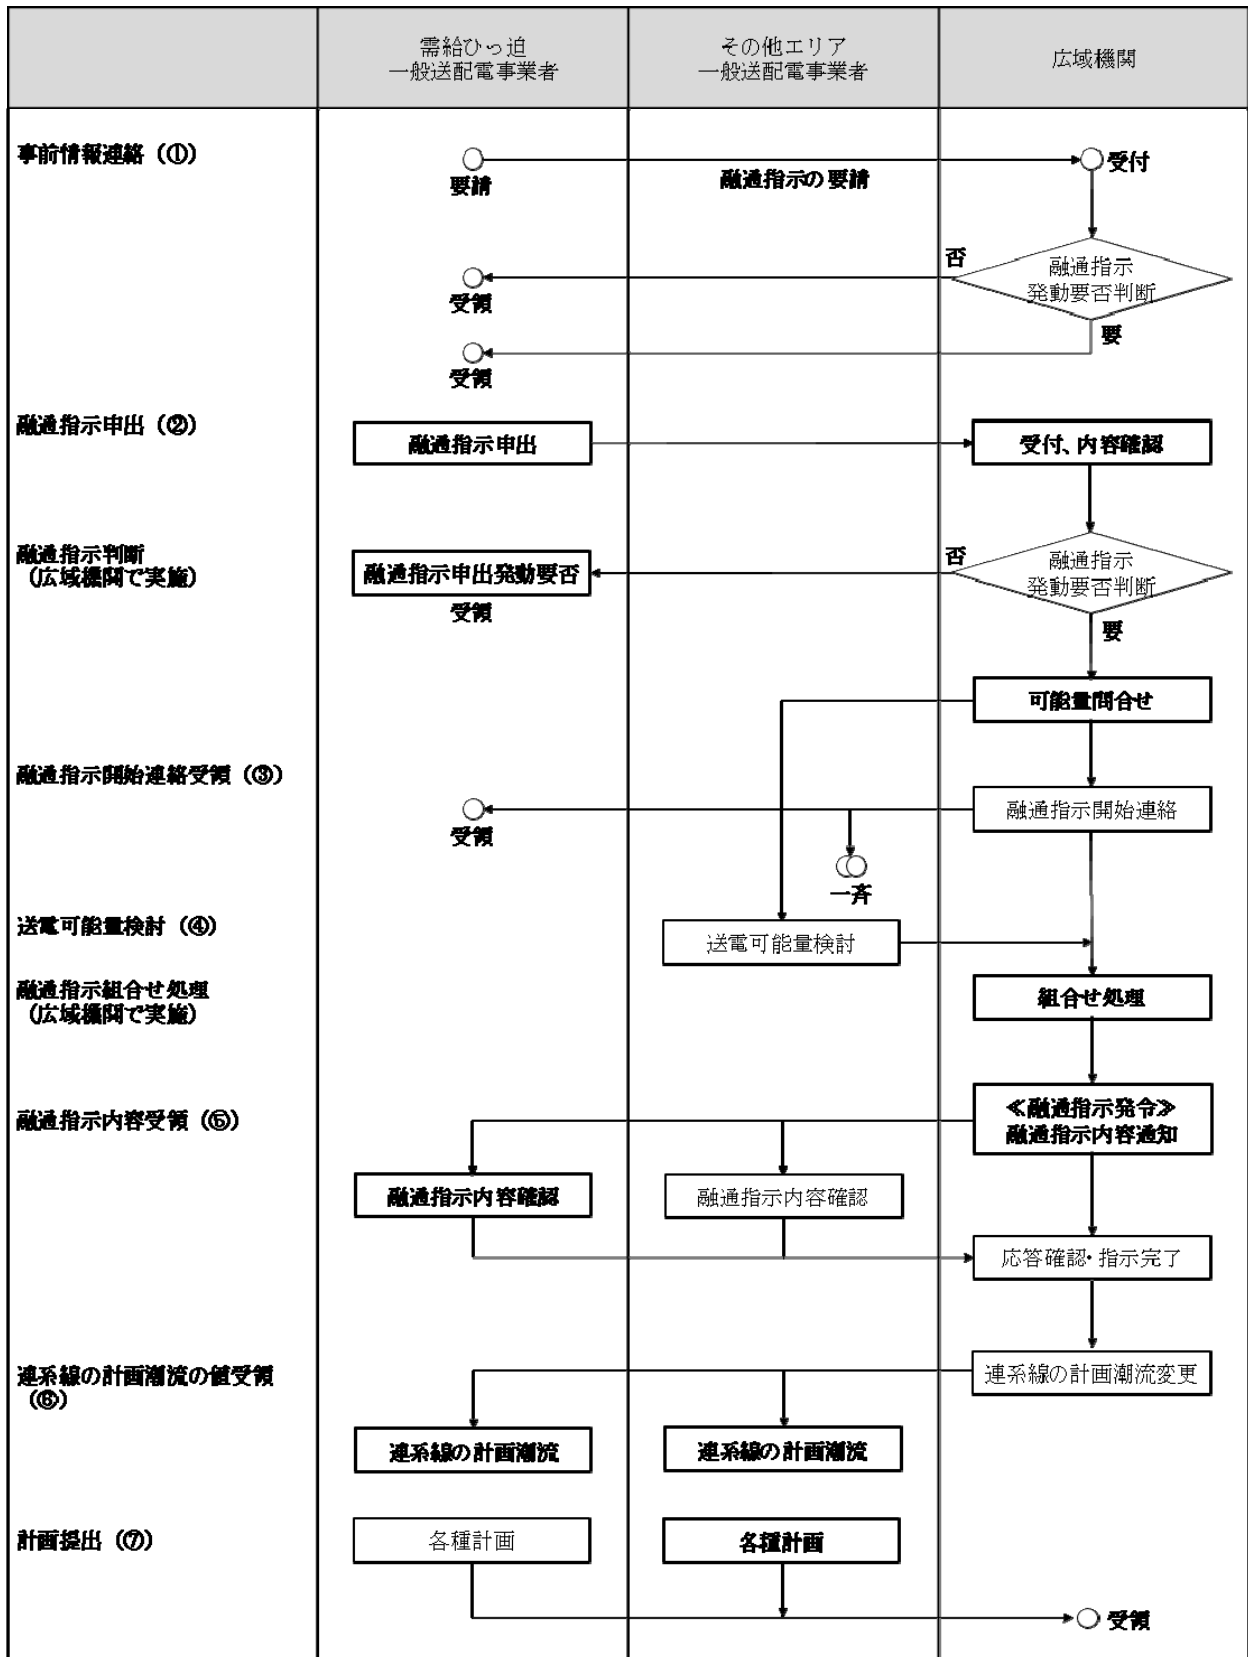 需給ひっ迫
一般送配電事業者
その他エリア
一般送配電事業者
広域機関
事前情報連絡（①）
要請
融通指示の要請
受付
融通指示
発動要否判断
否
受領
要
受領
融通指示申出（②）
融通指示申出
受付、内容確認
融通指示判断
（広域機関で実施）
融通指示申出発動要否
受領
否
融通指示
発動要否判断
要
可能量問合せ
融通指示開始連絡受領（③）
受領
融通指示開始連絡
一斉
送電可能量検討（④）
送電可能量検討
融通指示組合せ処理
（広域機関で実施）
組合せ処理
融通指示内容受領（⑤）
≪融通指示発令≫
融通指示内容通知
融通指示内容確認
融通指示内容確認
応答確認・指示完了
連系線の計画潮流の値受領
（⑥）
連系線の計画潮流変更
連系線の計画潮流
連系線の計画潮流
計画提出（⑦）
各種計画
各種計画
受領